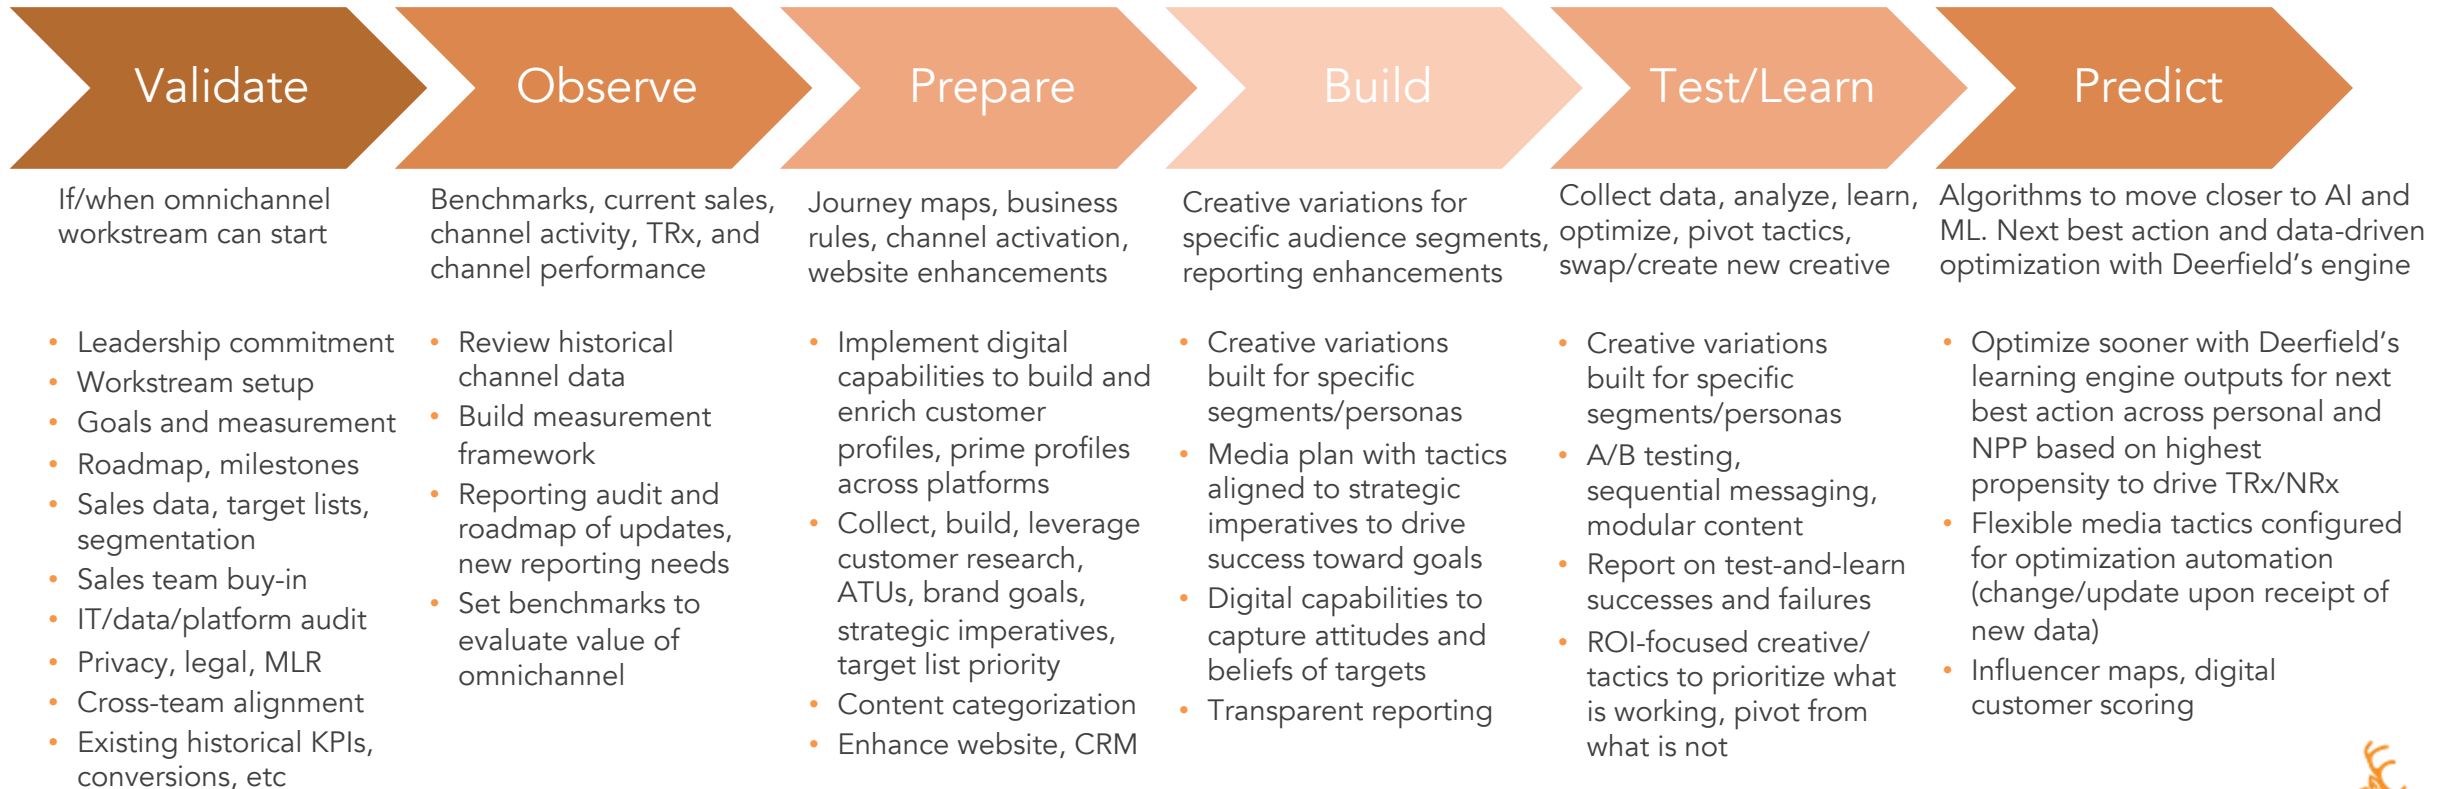 Validate
If/when omnichannel
workstream can start
• Leadership commitment
• Workstream setup
• Goals and measurement
• Roadmap, milestones
• Sales data, target lists,
segmentation
• Sales team buy-in
• IT/data/platform audit
• Privacy, legal, MLR
• Cross-team alignment
• Existing historical KPIs,
conversions, etc
Observe
Benchmarks, current sales,
channel activity, TRx, and
channel performance
• Review historical
channel data
• Build measurement
framework
• Reporting audit and
roadmap of updates,
new reporting needs
• Set benchmarks to
evaluate value of
omnichannel
Prepare
Journey maps, business
rules, channel activation,
website enhancements
• Implement digital
capabilities to build and
enrich customer
profiles, prime profiles
across platforms
• Collect, build, leverage
customer research,
ATUs, brand goals,
strategic imperatives,
target list priority
• Content categorization
• Enhance website, CRM
Build
Creative variations for
specific audience segments,
reporting enhancements
• Creative variations
built for specific
segments/personas
• Media plan with tactics
aligned to strategic
imperatives to drive
success toward goals
• Digital capabilities to
capture attitudes and
beliefs of targets
• Transparent reporting
Test/Learn
Collect data, analyze, learn,
optimize, pivot tactics,
swap/create new creative
• Creative variations
built for specific
segments/personas
• A/B testing,
sequential messaging,
modular content
• Report on test-and-learn
successes and failures
• ROI-focused creative/
tactics to prioritize what
is working, pivot from
what is not
Predict
Algorithms to move closer to AI and
ML. Next best action and data-driven
optimization with Deerfield's engine
• Optimize sooner with Deerfield's
learning engine outputs for next
best action across personal and
NPP based on highest
propensity to drive TRx/NRx
• Flexible media tactics configured
for optimization automation
(change/update upon receipt of
new data)
• Influencer maps, digital
customer scoring